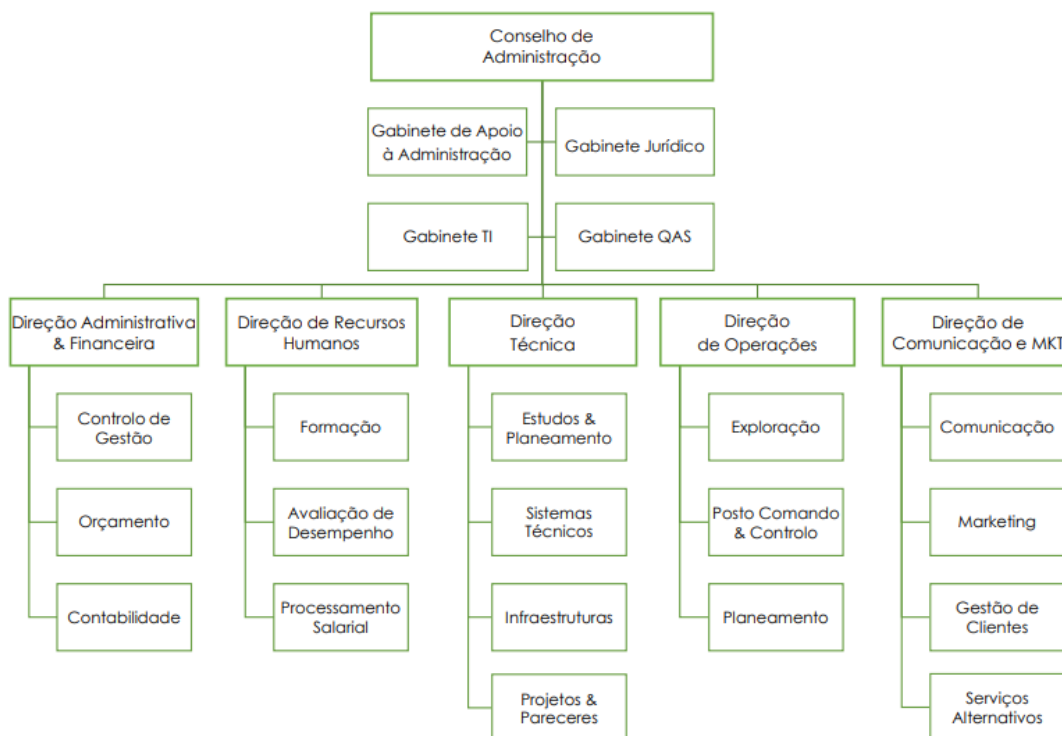 Conselho de
Administração
Gabinete de Apoio
à Administração
Gabinete Jurídico
Gabinete TI
Gabinete QAS
Direção Administrativa
& Financeira
Direção de Recursos
Humanos
Direção
Técnica
Direção
de Operações
Direção de
Comunicação e MKT
Controlo de
Gestão
Formação
Estudos &
Planeamento
Exploração
Comunicação
Orçamento
Avaliação de
Desempenho
Sistemas
Técnicos
Posto Comando
& Controlo
Marketing
Contabilidade
Processamento
Salarial
Infraestruturas
Planeamento
Gestão de
Clientes
Projetos &
Pareceres
Serviços
Alternativos